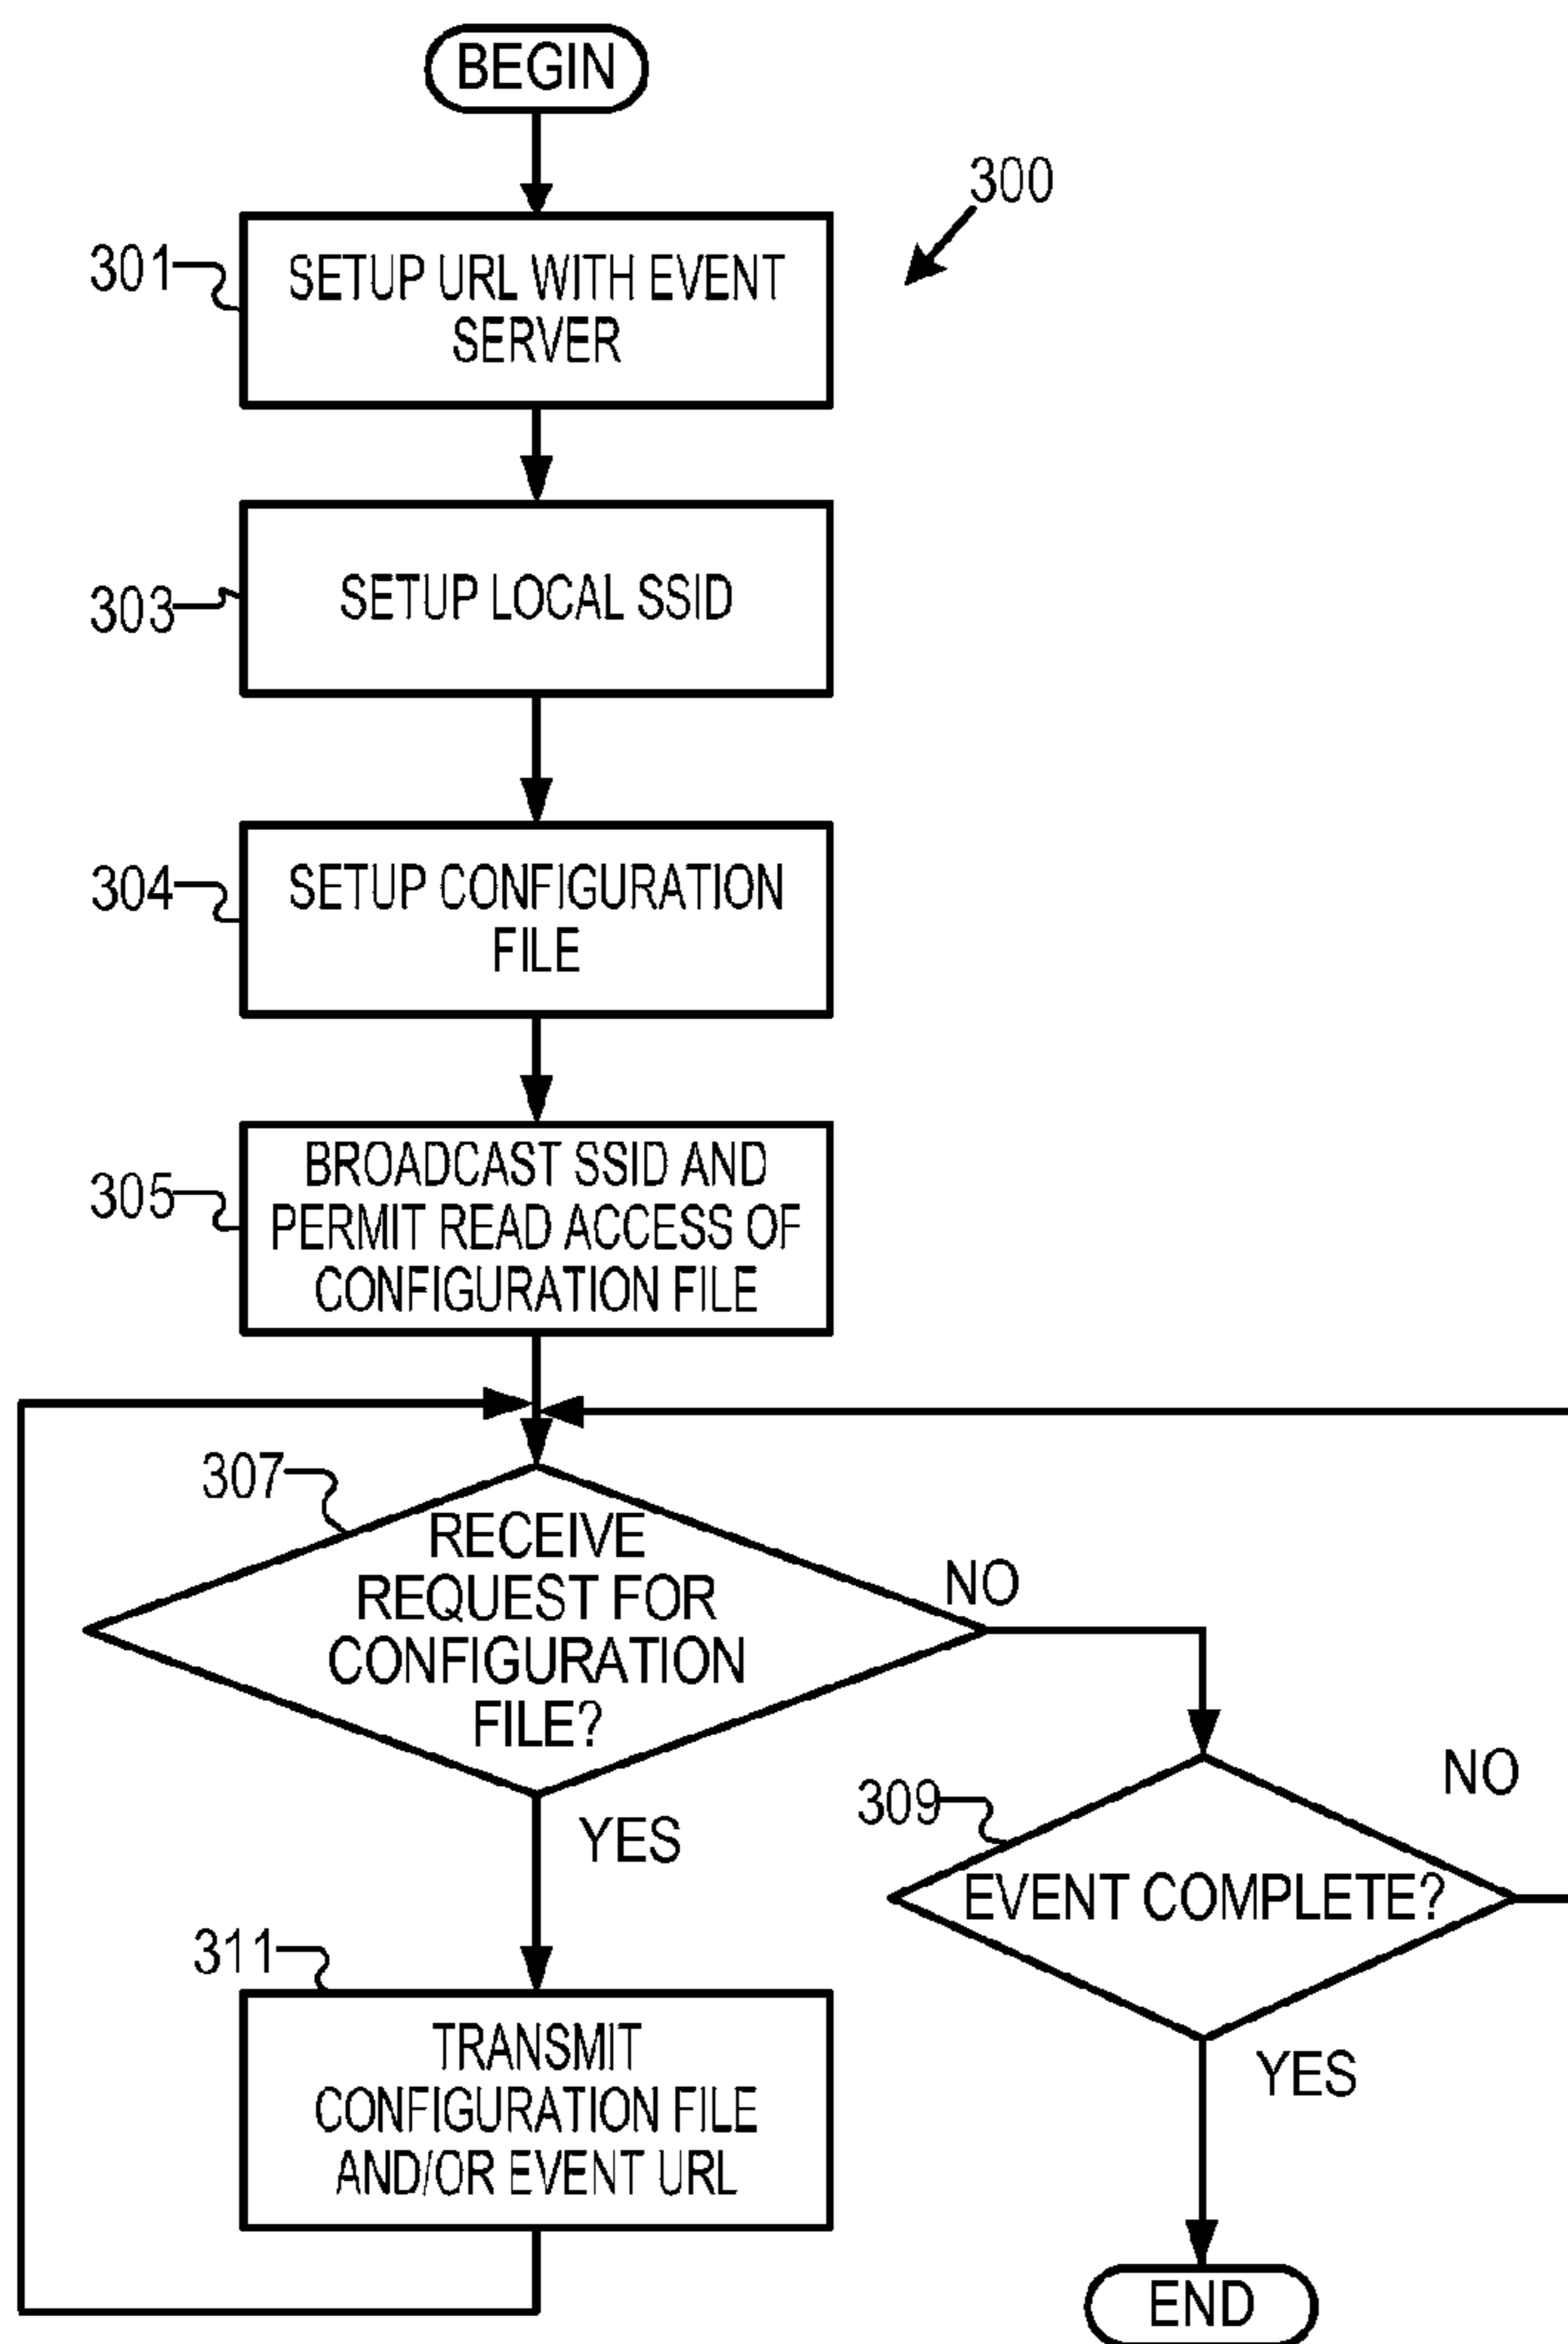 BEGIN
300
301
SETUP URL WITH EVENT
SERVER
303
SETUP LOCAL SSID
304
SETUP CONFIGURATION
FILE
305
BROADCAST SSID AND
PERMIT READ ACCESS OF
CONFIGURATION FILE
307
RECEIVE
REQUEST FOR
CONFIGURATION
FILE?
NO
YES
309
EVENT COMPLETE?
NO
YES
311
TRANSMIT
CONFIGURATION FILE
AND/OR EVENT URL
END